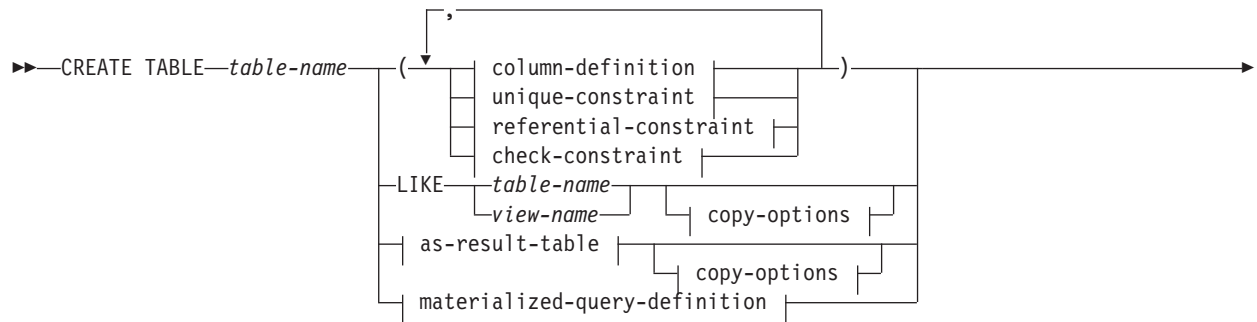 ,
CREATE TABLE table-name ( column-definition )
unique-constraint
referential-constraint
check-constraint
LIKE table-name
view-name copy-options
as-result-table
copy-options
materialized-query-definition